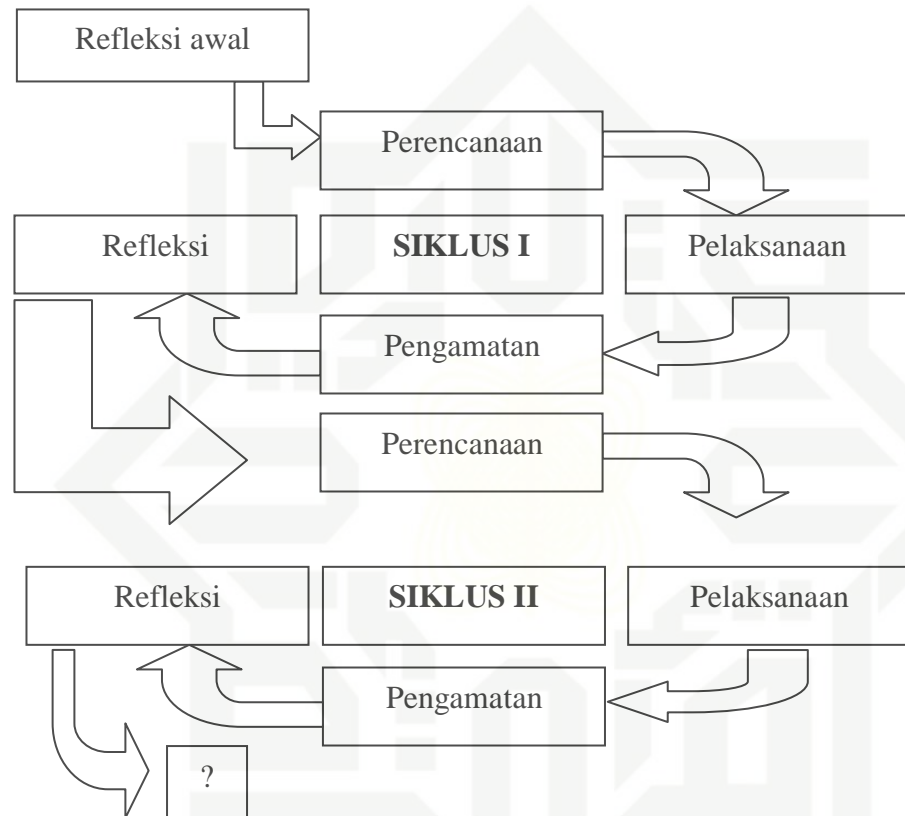 Refleksi awal
Perencanaan
Refleksi
SIKLUS I
Pelaksanaan
Pengamatan
Perencanaan
Refleksi
SIKLUS II
Pelaksanaan
Pengamatan
?